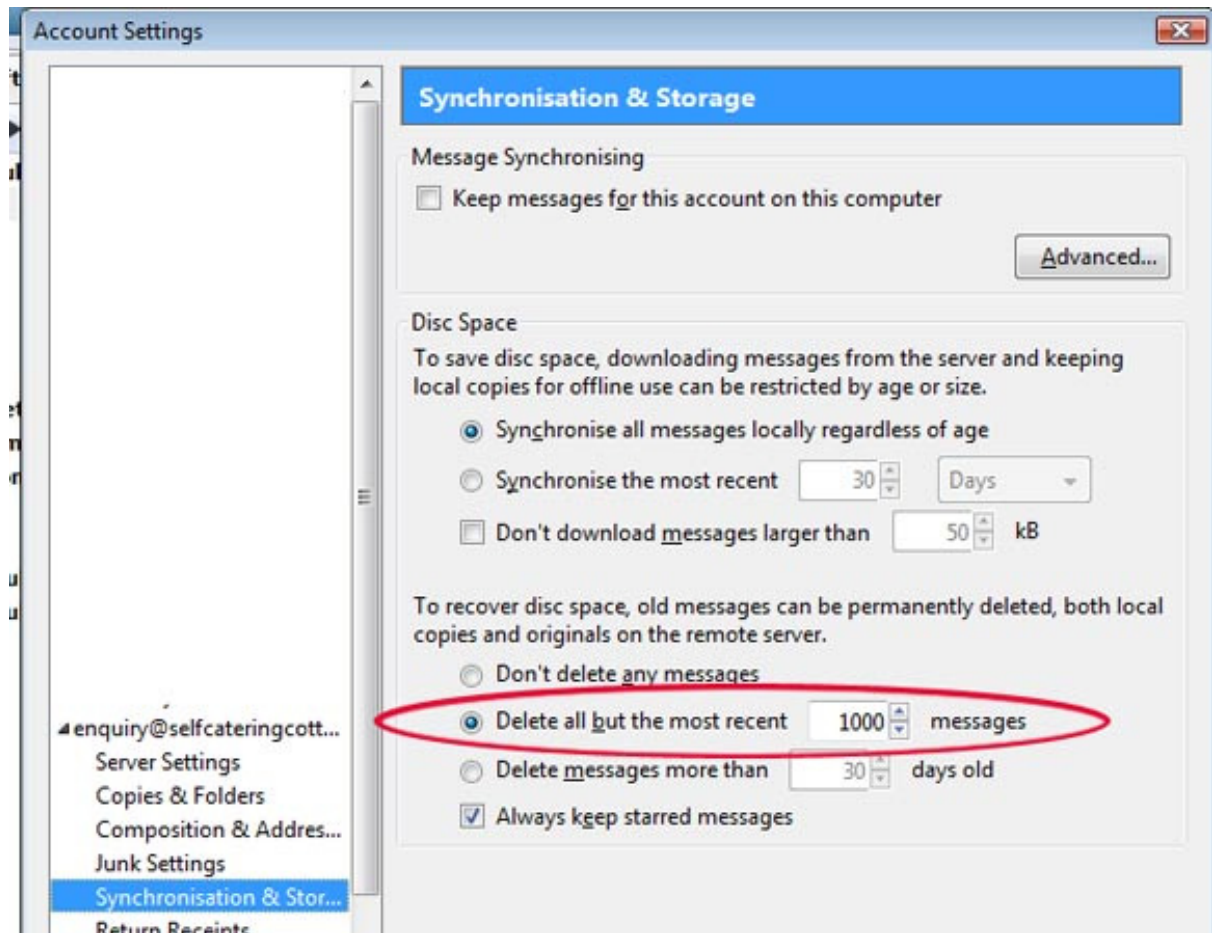 Account Settings
Synchronisation & Storage
Message Synchronising
Keep messages for this account on this computer
Advanced...
Disc Space
To save disc space, downloading messages from the server and keeping
local copies for offline use can be restricted by age or size.
Synchronise all messages locally regardless of age
Synchronise the most recent 30 Days
Don't download messages larger than 50 kB
To recover disc space, old messages can be permanently deleted, both local
copies and originals on the remote server.
Don't delete any messages
Delete all but the most recent 1000 messages
Delete messages more than 30 days old
Always keep starred messages
enquiry@selfcateringcott...
Server Settings
Copies & Folders
Composition & Addres...
Junk Settings
Synchronisation & Stor...
Return Receipts